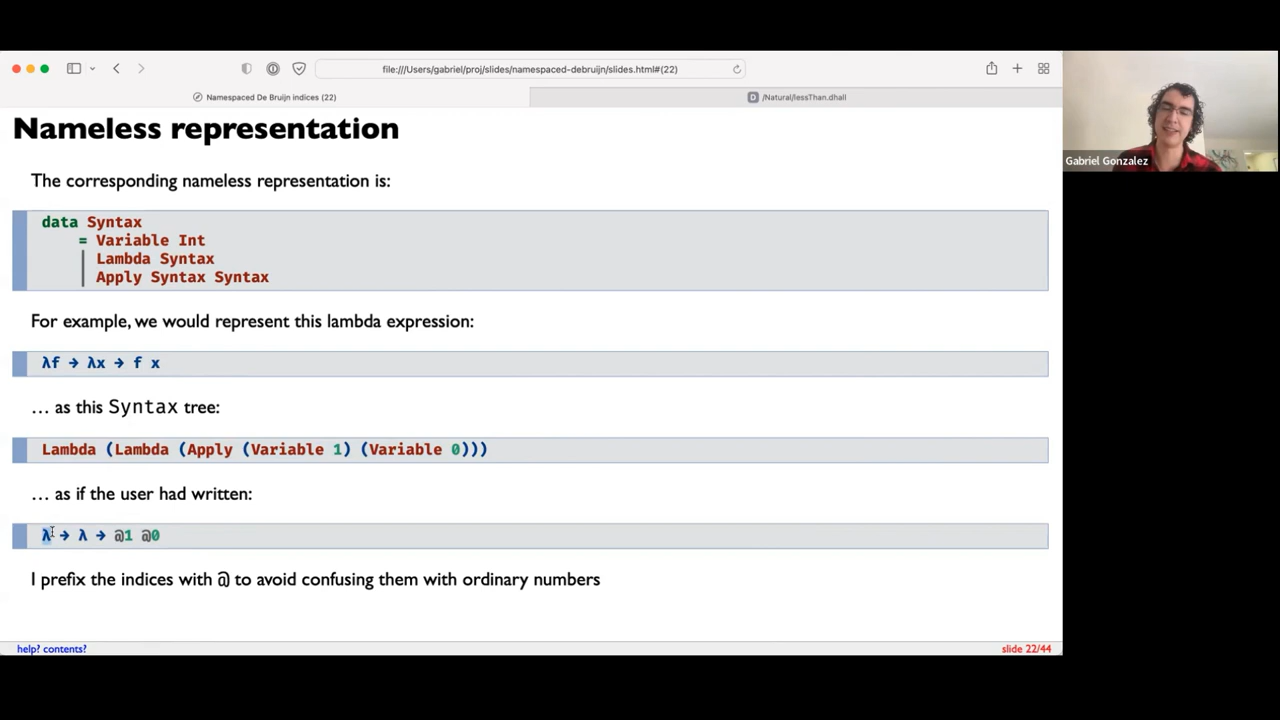 file:///Users/gabriel/proj/slides/namespaced-debruijn/slides.html#(22)
Namespaced De Bruijn indices (22)
D /Natural/lessThan.dhall
Gabriel Gonzalez
Nameless representation
The corresponding nameless representation is:
data Syntax
= Variable Int
| Lambda Syntax
| Apply Syntax Syntax
For example, we would represent this lambda expression:
λf → λx → f x
… as this Syntax tree:
Lambda (Lambda (Apply (Variable 1) (Variable 0)))
… as if the user had written:
λ → λ → @1 @0
I prefix the indices with @ to avoid confusing them with ordinary numbers
help? contents?
slide 22/44